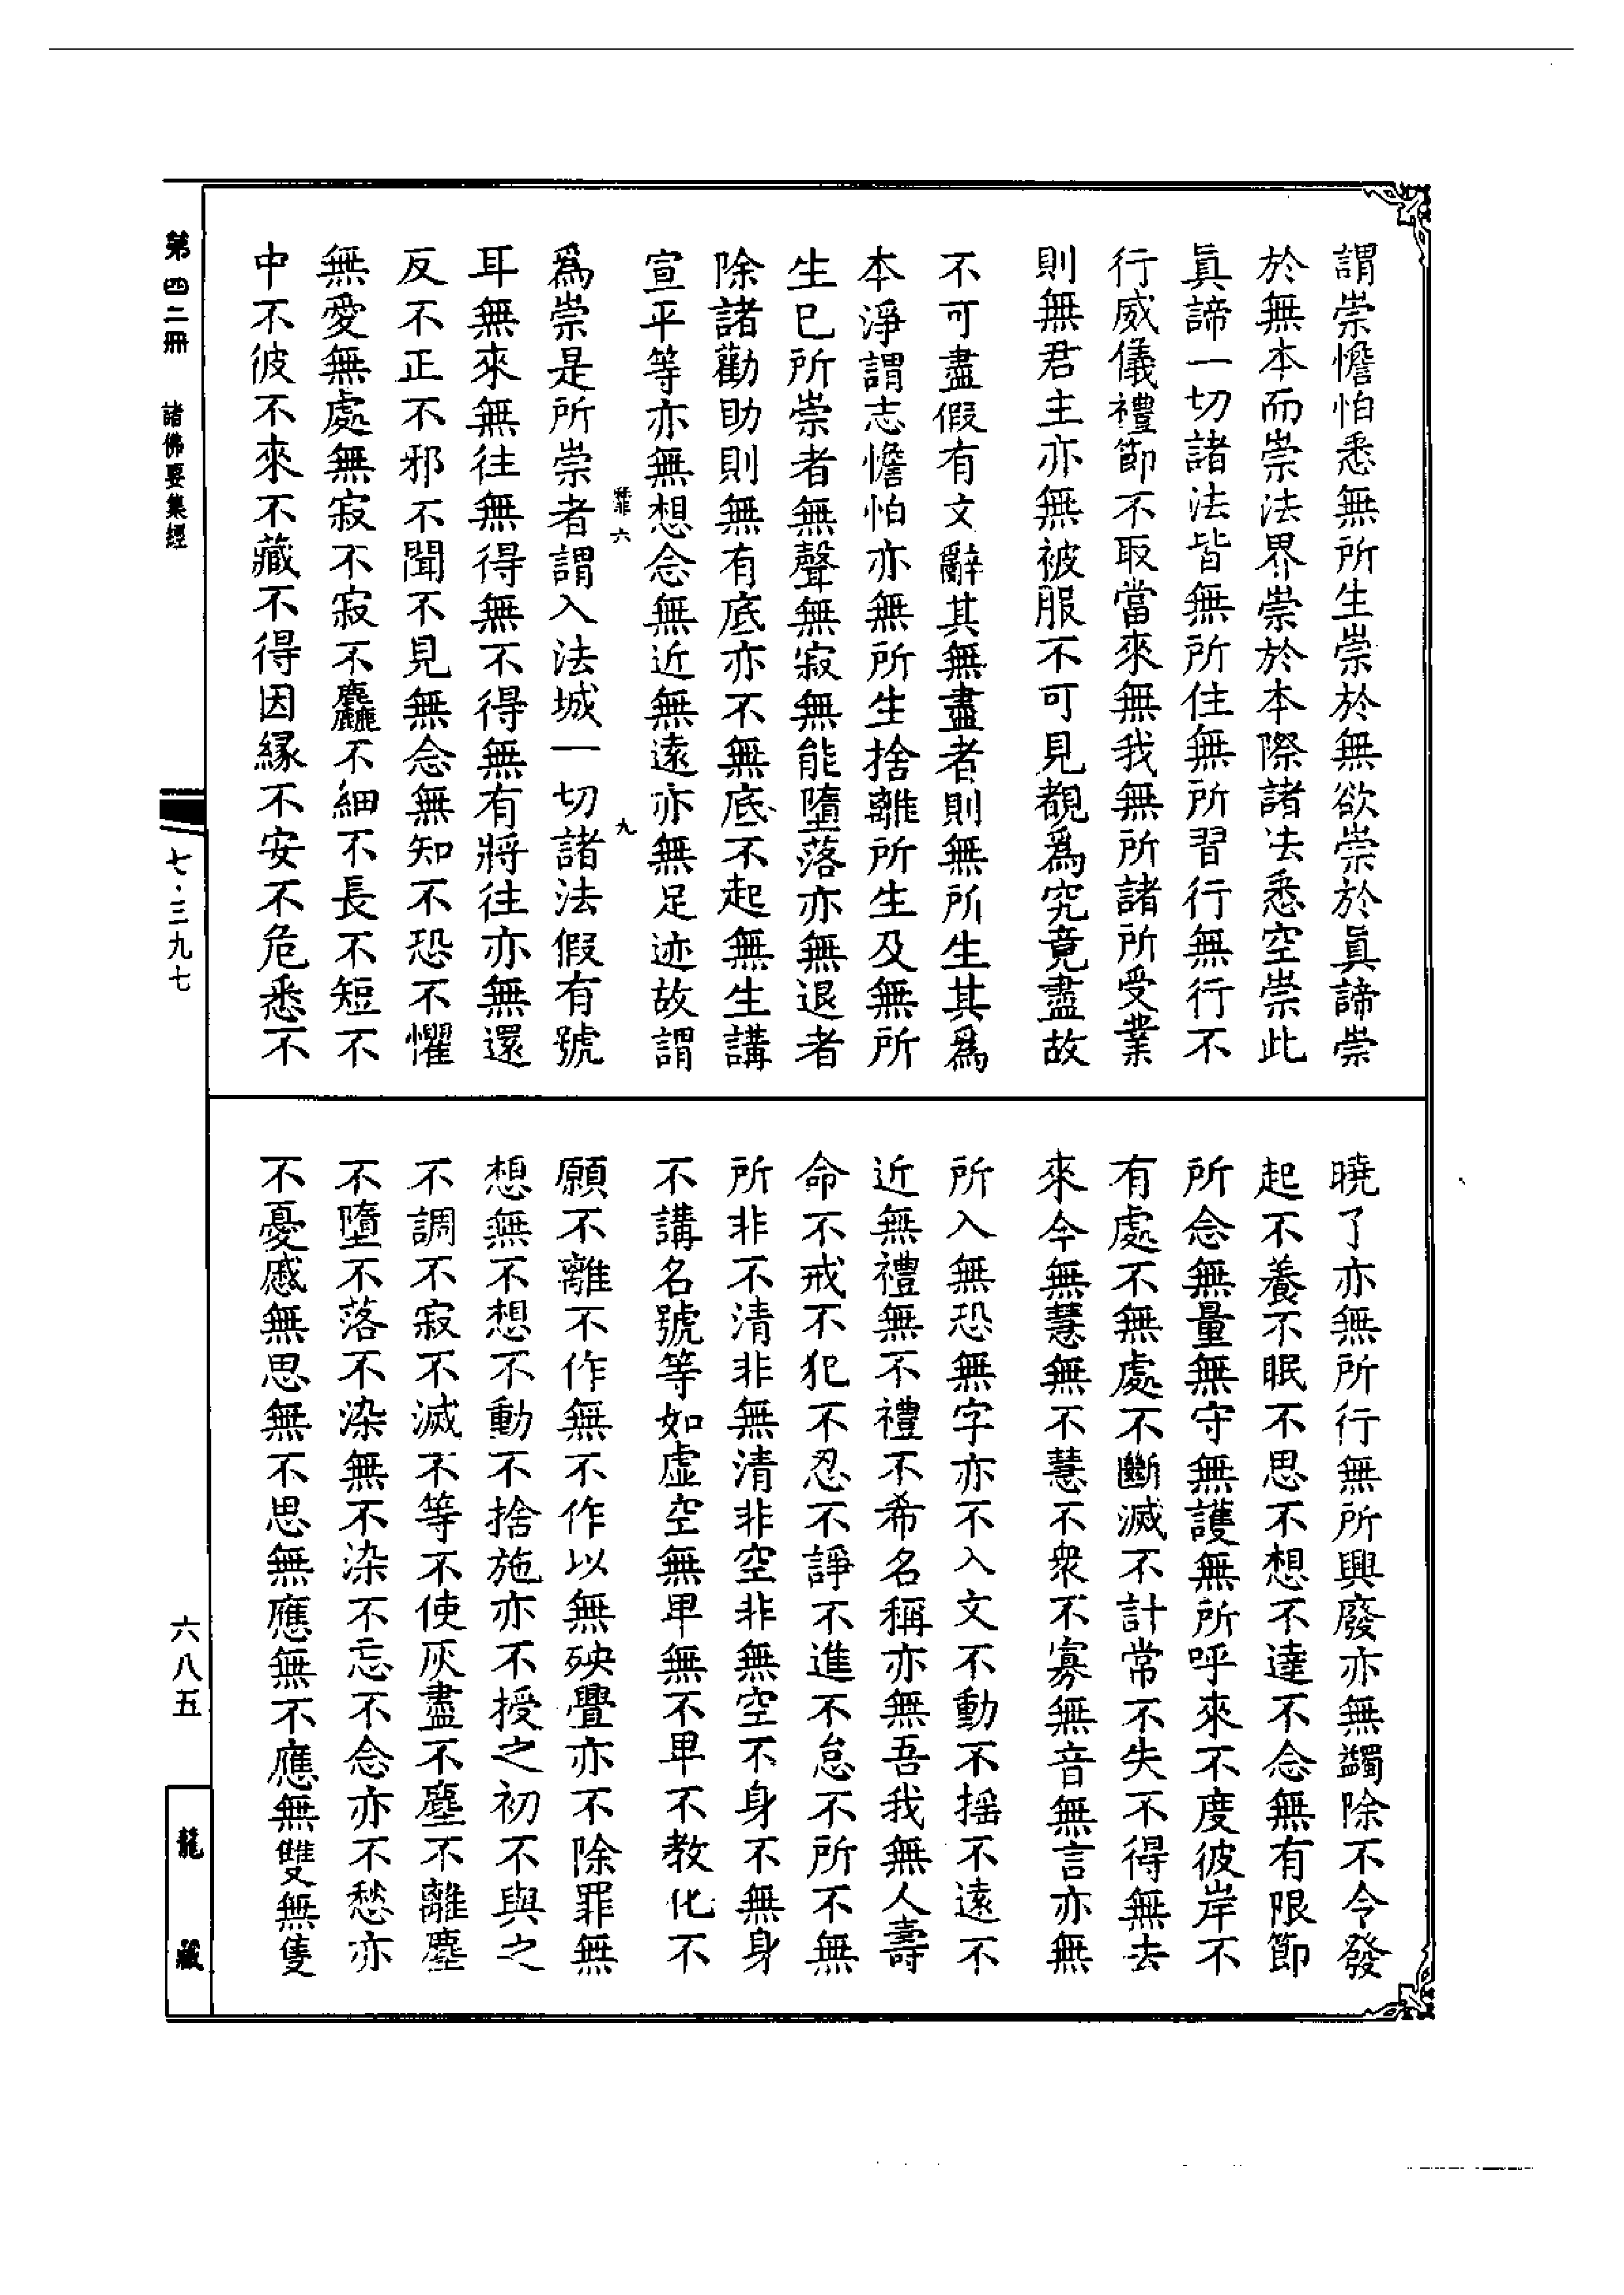 謂崇憺怕悉無所生崇於無欲崇於眞諦崇
於無本而崇法界崇於本際諸法悉空崇此
眞諦一切諸法皆無所住無所習行無行不
行威儀禮節不取當來無我無所諸所受業
則無君主亦無被服不可見覩爲究竟盡故
不可盡假有文辭其無盡者則無所生其爲
本淨謂志憺怕亦無所生捨離所生及無所
生已所崇者無聲無寂無能墮落亦無退者
除諸勸助則無有底亦不無底不起無生講
宣平等亦無想念無近無遠亦無足迹故謂
六 九
爲崇是所崇者謂入法城一切諸法假有號
耳無來無往無得無不得無有將往亦無還
反不正不邪不聞不見無念無知不恐不懼
無愛無處無寂不寂不麤不細不長不短不
中不彼不來不藏不得因緣不安不危悉不
曉了亦無所行無所興廢亦無蠲除不令發
起不養不眠不思不想不達不念無有限節
所念無量無守無護無所呼來不度彼岸不
有處不無處不斷滅不計常不失不得無去
來今無慧無不慧不衆不寡無音無言亦無
所入無恐無字亦不入文不動不搖不遠不
近無禮無不禮不希名稱亦無吾我無人壽
命不戒不犯不忍不諍不進不怠不所不無
所非不清非無清非空非無空不身不無身
不講名號等如虛空無卑無不卑不教化不
願不離不作無不作以無殃舋亦不除罪無
想無不想不動不捨施亦不授之初不與之
不調不寂不滅不等不使灰盡不塵不離塵
不墮不落不染無不染不忘不念亦不愁亦
不憂慼無思無不思無應無不應無雙無隻
第四二冊 諸佛要集經
七·三九七
六八五
龍藏